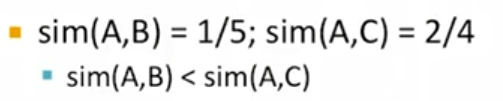 sim(A,B) = 1/5; sim(A,C) = 2/4
sim(A,B) < sim(A,C)